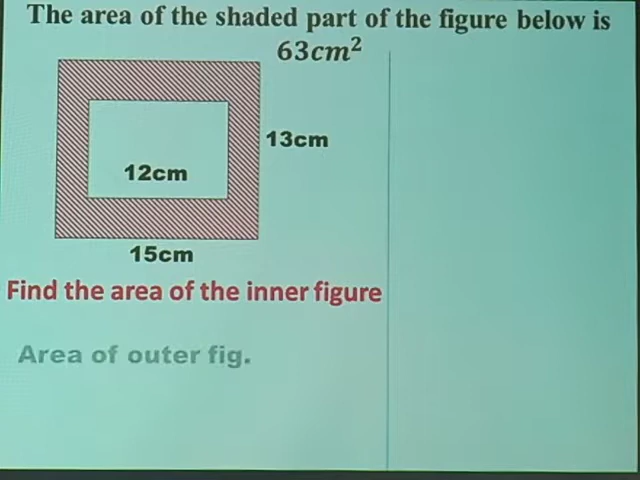 The area of the shaded part of the figure below is
63cm²
13cm
12cm
15cm
Find the area of the inner figure
Area of outer fig.